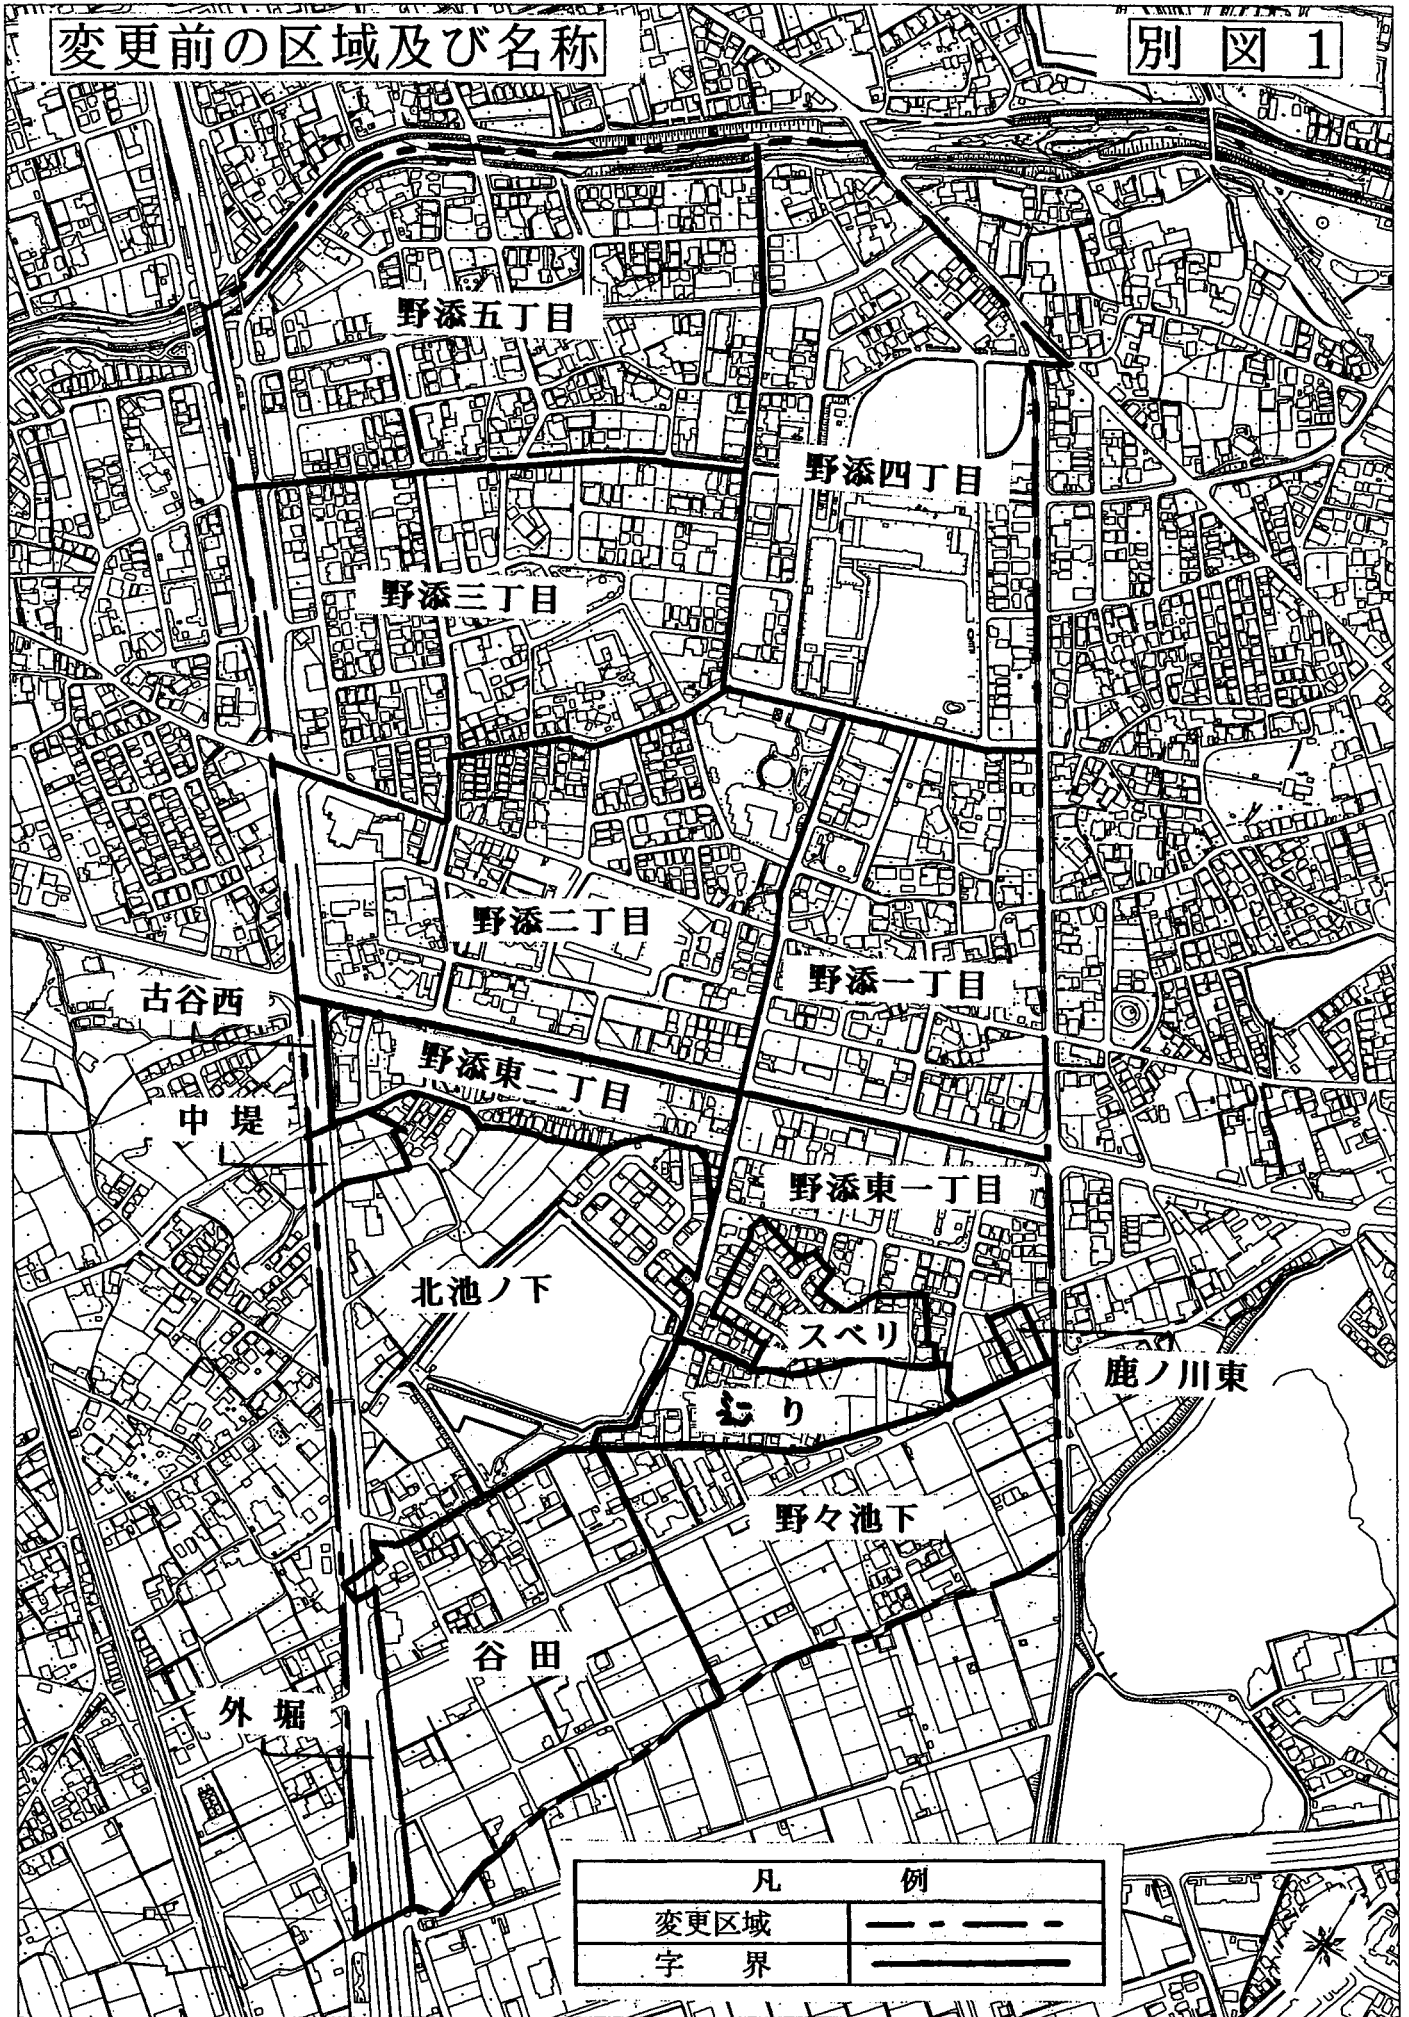 変更前の区域及び名称
別図1
野添五丁目
野添四丁目
野添三丁目
野添二丁目
野添一丁目
古谷西
野添東二丁目
中堤
野添東一丁目
北池ノ下
スベリ
鹿ノ川東
野々池下
谷田
外堀
凡例
変更区域
字界